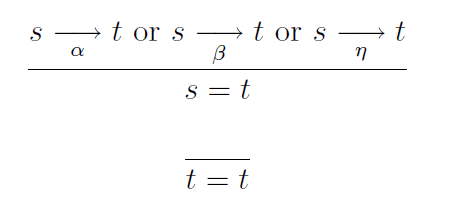 s ⟶ t or s ⟶ t or s ⟶ t
α β η
s = t
t = t